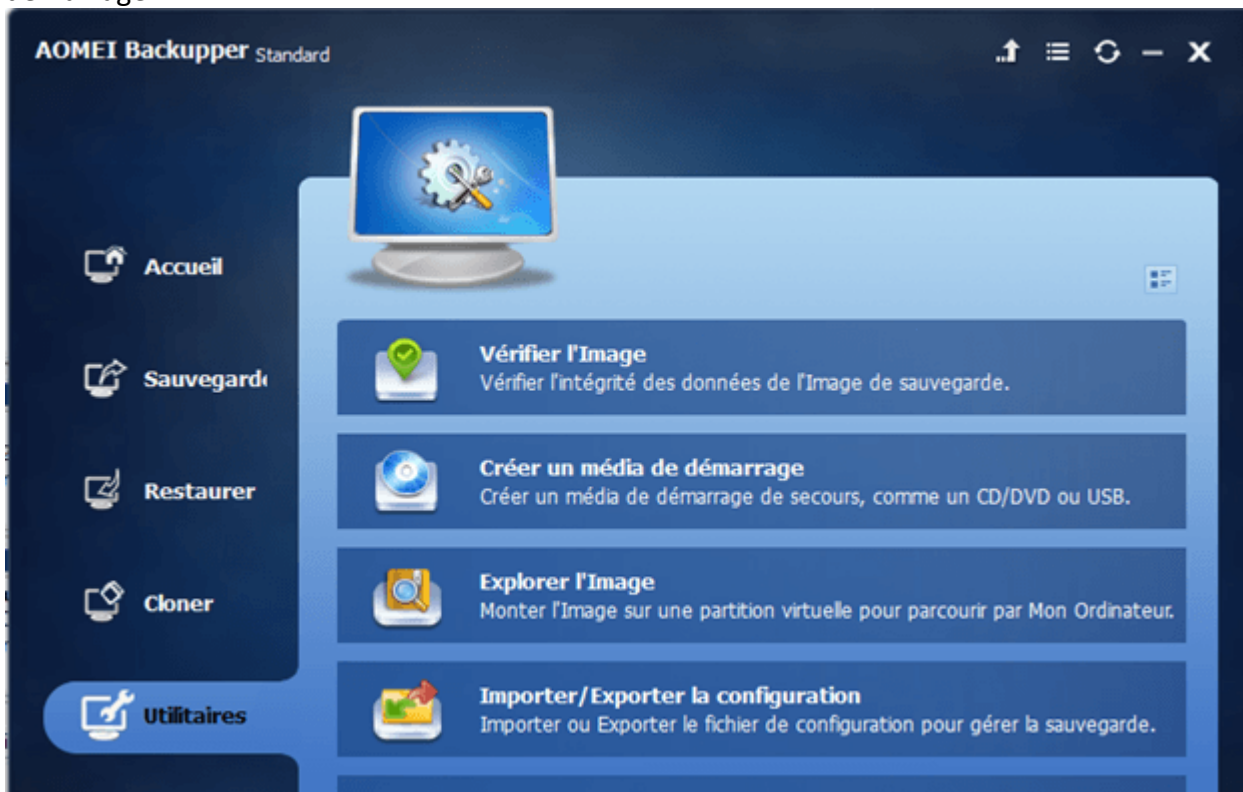 AOMEI Backupper Standard
Accueil
Sauvegard
Restaurer
Cloner
Utilitaires
Vérifier l'Image
Vérifier l'intégrité des données de l'Image de sauvegarde.
Créer un média de démarrage
Créer un média de démarrage de secours, comme un CD/DVD ou USB.
Explorer l'Image
Monter l'Image sur une partition virtuelle pour parcourir par Mon Ordinateur.
Importer/Exporter la configuration
Importer ou Exporter le fichier de configuration pour gérer la sauvegarde.